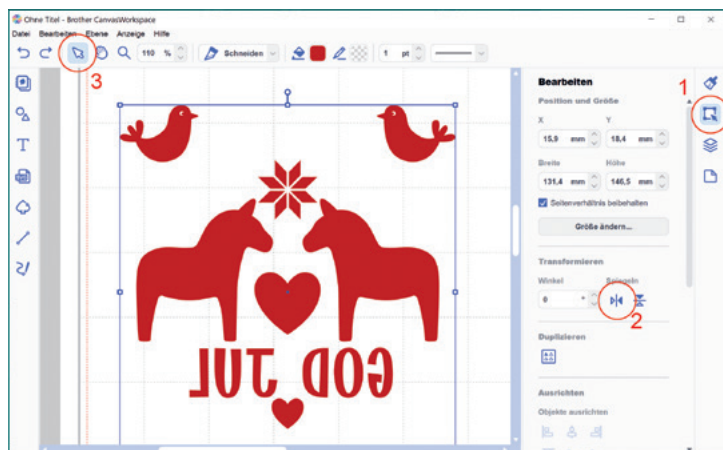 Ohne Titel - Brother CanvasWorkspace
Datei Bearbeiten Ebene Anzeige Hilfe
110 % Schneiden 1 pt
3
1
Bearbeiten
Position und Größe
X Y
15,9 mm 18,4 mm
Breite Höhe
131,4 mm 146,5 mm
Seitenverhältnis beibehalten
Größe ändern...
Transformieren
Winkel Spiegeln
0 °
2
Duplizieren
GOD JUL
Ausrichten
Objekte ausrichten